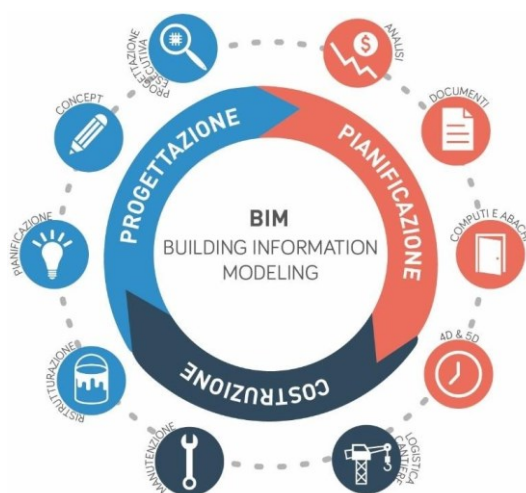 BIM
BUILDING INFORMATION
MODELING
PROGETTAZIONE
PIANIFICAZIONE
COSTRUZIONE
PROGETTAZIONE
ESECUTIVA
ANALISI
$
DOCUMENTI
COMPUTI E ABACHI
4D & 5D
LOGISTICA
CANTIERE
MANUTENZIONE
RISTRUTTURAZIONE
PIANIFICAZIONE
CONCEPT